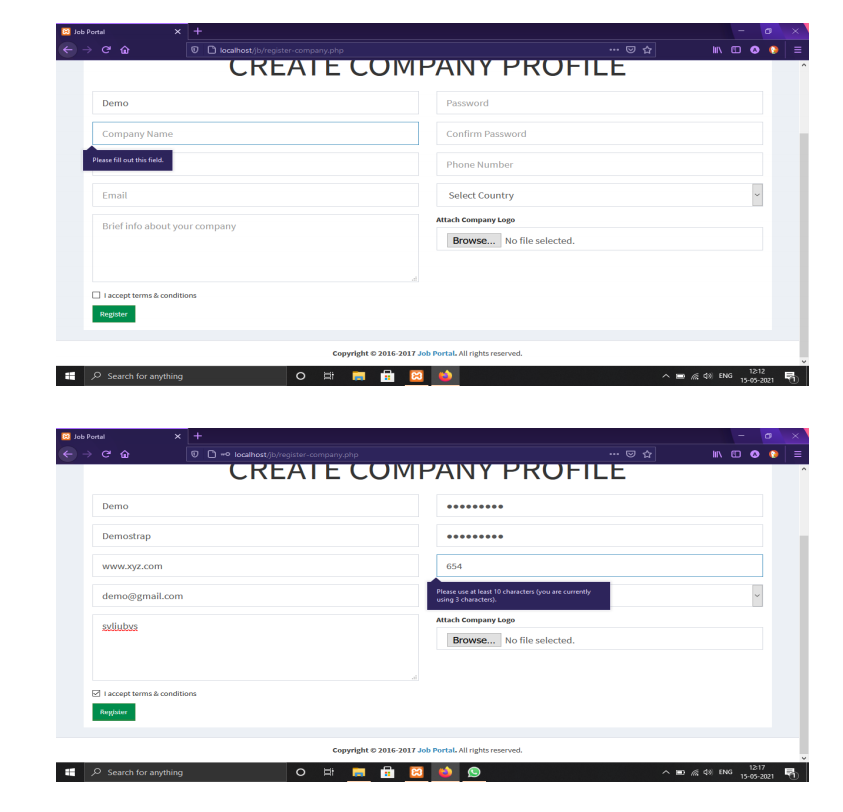 Job Portal
localhost/jb/register-company.php
CREATE COMPANY PROFILE
Demo
Password
Company Name
Confirm Password
Please fill out this field.
Phone Number
Email
Select Country
Brief info about your company
Attach Company Logo
Browse... No file selected.
I accept terms & conditions
Register
Copyright © 2016-2017 Job Portal. All rights reserved.
Search for anything
ENG
12:12
15-05-2021
Job Portal
localhost/jb/register-company.php
CREATE COMPANY PROFILE
Demo
Demostrap
www.xyz.com
654
demo@gmail.com
Please use at least 10 characters (you are currently
using 3 characters).
svliubvs
Attach Company Logo
Browse... No file selected.
I accept terms & conditions
Register
Copyright © 2016-2017 Job Portal. All rights reserved.
Search for anything
ENG
12:17
15-05-2021